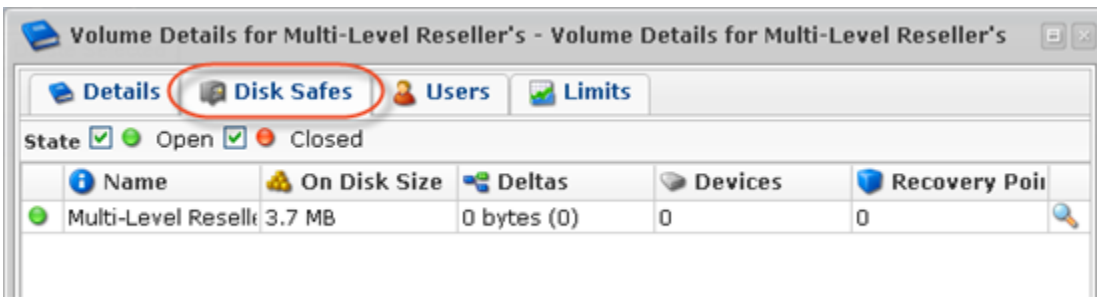 Volume Details for Multi-Level Reseller's - Volume Details for Multi-Level Reseller's
Details Disk Safes Users Limits
State Open Closed
Name On Disk Size Deltas Devices Recovery Poi
Multi-Level Resell 3.7 MB 0 bytes (0) 0 0